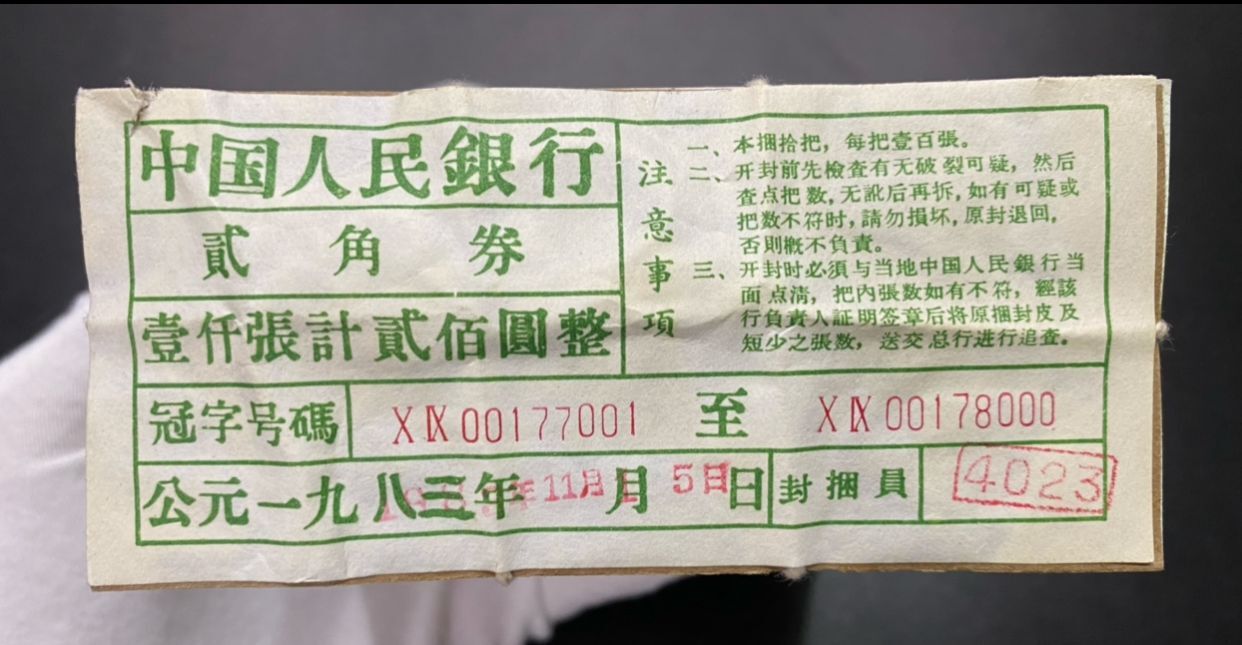 中国人民銀行
貳角券
壹仟張計貳佰圓整
注意事項
一、本捆拾把，每把壹百張。
二、开封前先檢查有无破裂可疑，然后
查点把数，无訛后再拆，如有可疑或
把数不符时，請勿損坏，原封退回，
否則概不負責。
三、开封时必須与当地中国人民銀行当
面点清，把內張数如有不符，經該
行負責人証明签章后将原捆封皮及
短少之張数，送交总行进行追查。
冠字号碼 XⅨ00177001 至 XⅨ00178000
公元一九八三年 11月 月 5日 日 封捆員 4023